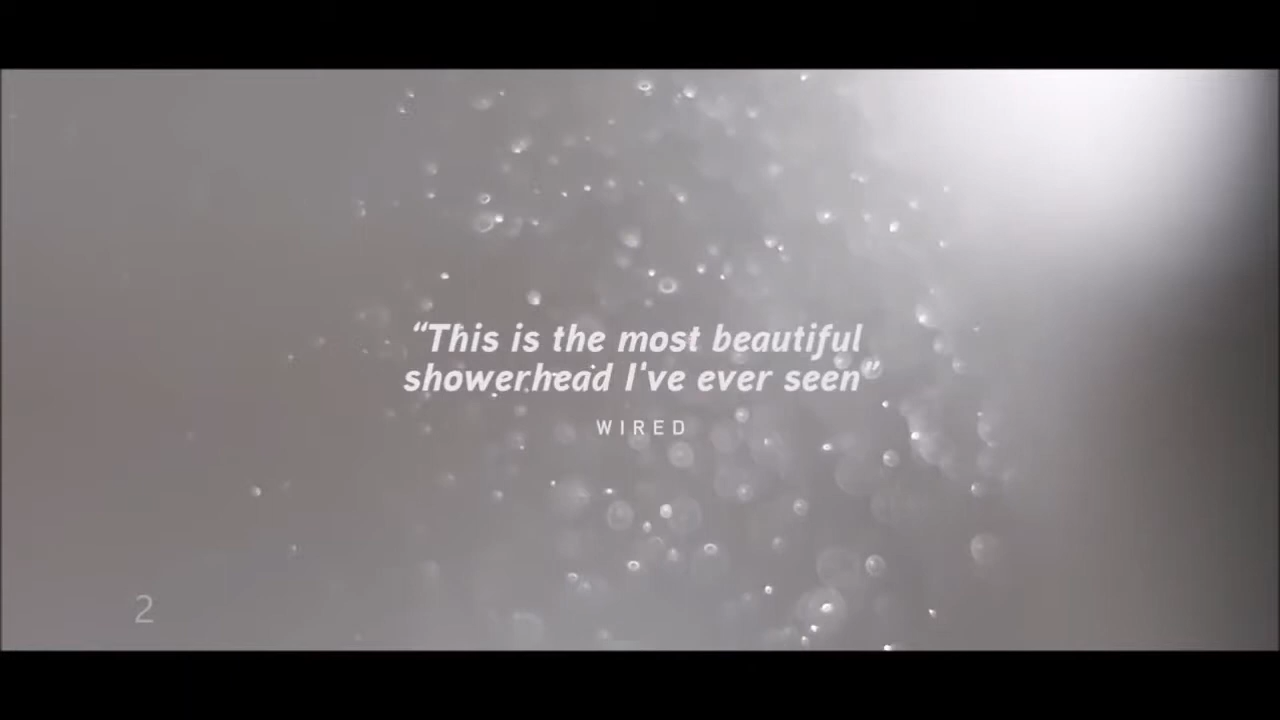 “This is the most beautiful
showerhead I've ever seen”
WIRED
2